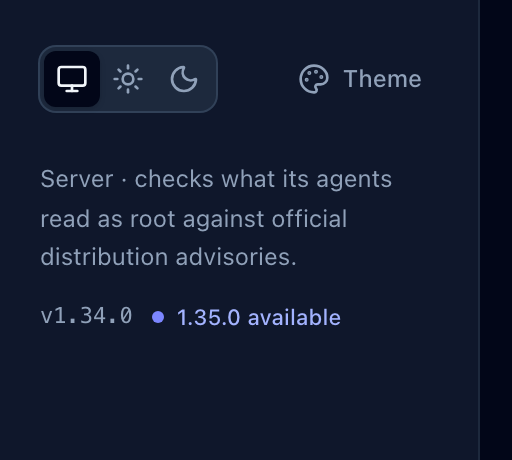 Theme
Server · checks what its agents
read as root against official
distribution advisories.
v1.34.0 1.35.0 available